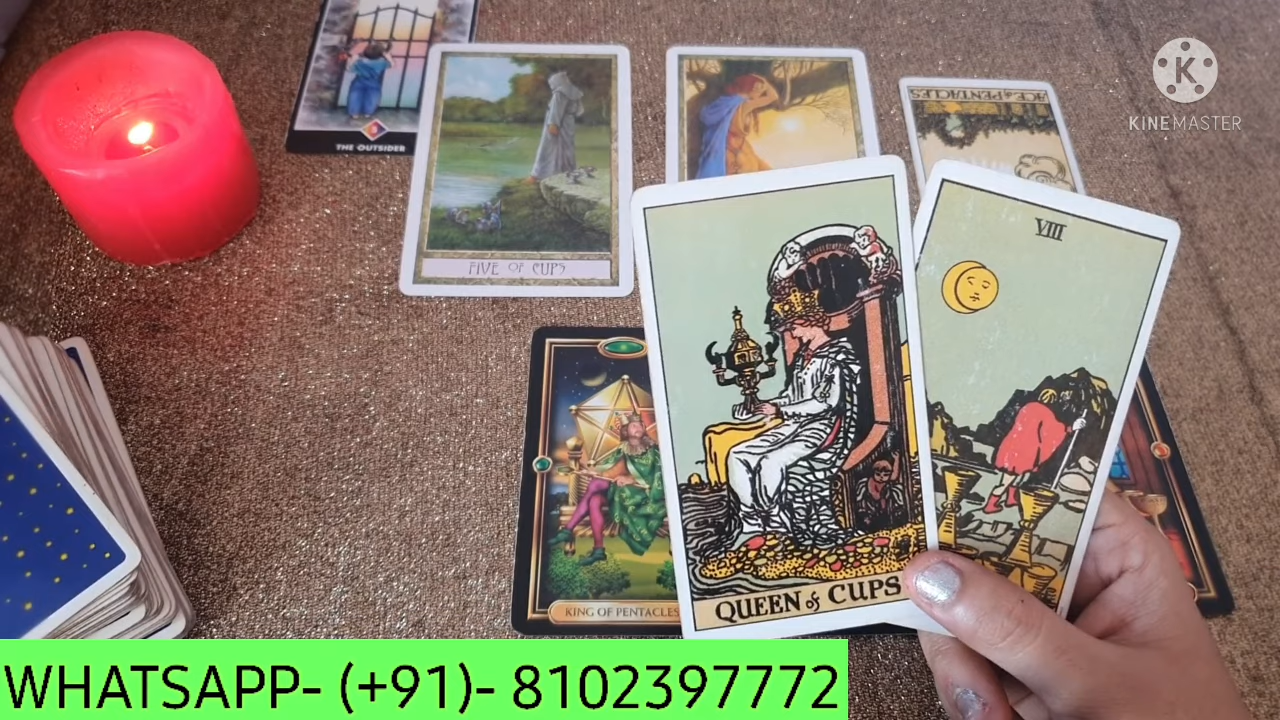 K
KINEMASTER
THE OUTSIDER
ACE of PENTACLES
FIVE OF CUPS
VIII
KING OF PENTACLES
QUEEN of CUPS
WHATSAPP- (+91)- 8102397772